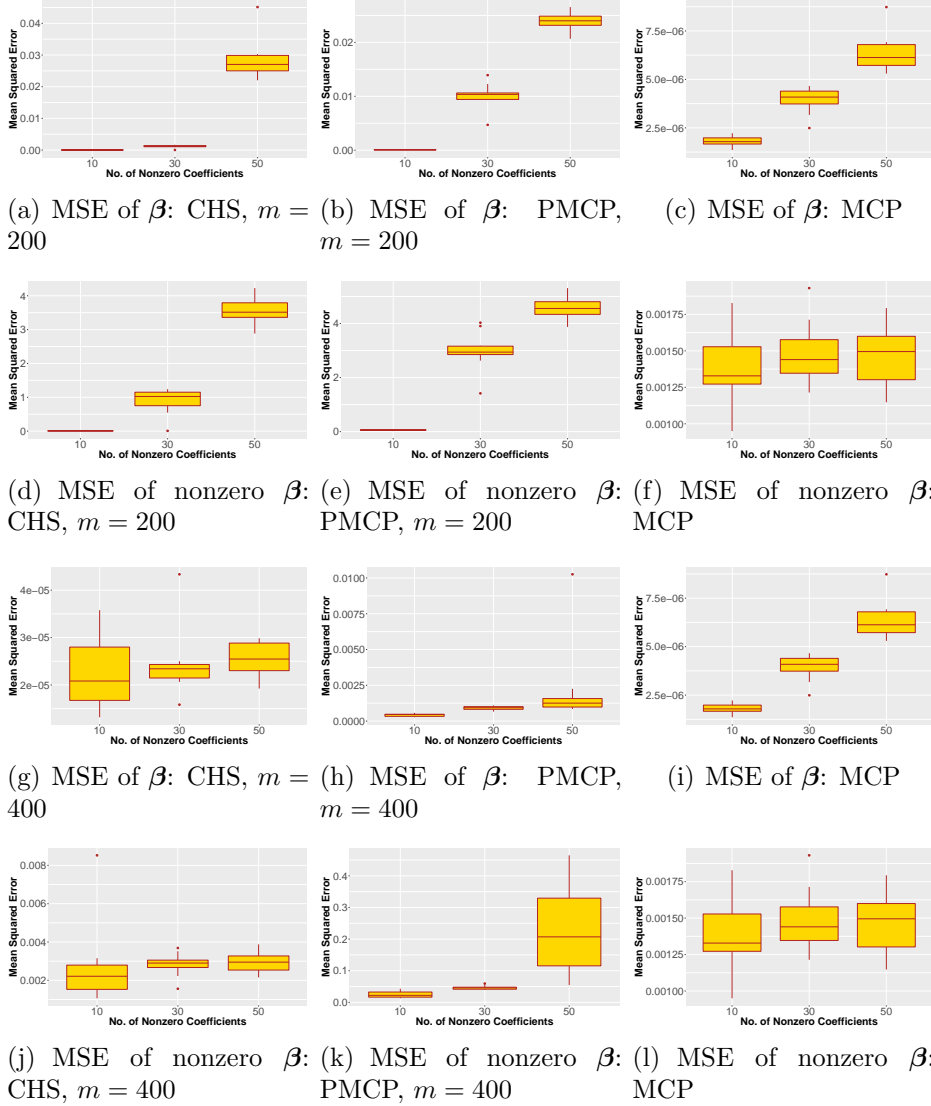 0.04
0.03
0.02
0.01
0.00
Mean Squared Error
10 30 50
No. of Nonzero Coefficients
0.02
0.01
0.00
Mean Squared Error
10 30 50
No. of Nonzero Coefficients
7.5e−06
5.0e−06
2.5e−06
Mean Squared Error
10 30 50
No. of Nonzero Coefficients
(a) MSE of β: CHS, m =
200
(b) MSE of β: PMCP,
m = 200
(c) MSE of β: MCP
4
3
2
1
0
Mean Squared Error
10 30 50
No. of Nonzero Coefficients
4
2
0
Mean Squared Error
10 30 50
No. of Nonzero Coefficients
0.00175
0.00150
0.00125
0.00100
Mean Squared Error
10 30 50
No. of Nonzero Coefficients
(d) MSE of nonzero β:
CHS, m = 200
(e) MSE of nonzero β:
PMCP, m = 200
(f) MSE of nonzero β:
MCP
4e−05
3e−05
2e−05
Mean Squared Error
10 30 50
No. of Nonzero Coefficients
0.0100
0.0075
0.0050
0.0025
0.0000
Mean Squared Error
10 30 50
No. of Nonzero Coefficients
7.5e−06
5.0e−06
2.5e−06
Mean Squared Error
10 30 50
No. of Nonzero Coefficients
(g) MSE of β: CHS, m =
400
(h) MSE of β: PMCP,
m = 400
(i) MSE of β: MCP
0.008
0.006
0.004
0.002
Mean Squared Error
10 30 50
No. of Nonzero Coefficients
0.4
0.3
0.2
0.1
0.0
Mean Squared Error
10 30 50
No. of Nonzero Coefficients
0.00175
0.00150
0.00125
0.00100
Mean Squared Error
10 30 50
No. of Nonzero Coefficients
(j) MSE of nonzero β:
CHS, m = 400
(k) MSE of nonzero β:
PMCP, m = 400
(l) MSE of nonzero β:
MCP